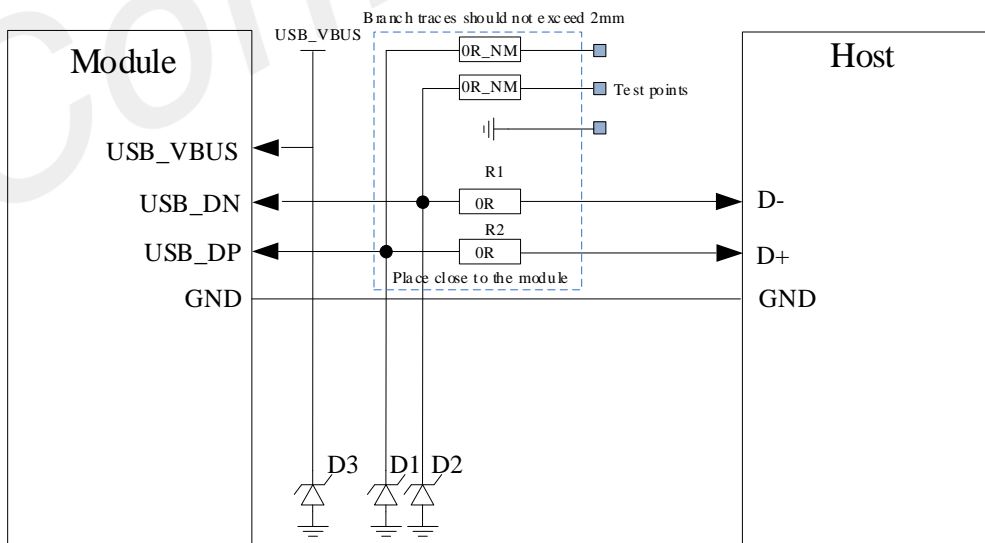 Branch traces should not exceed 2mm
USB_VBUS
Module
Host
0R_NM
0R_NM
Test points
USB_VBUS
R1
USB_DN
0R
D-
R2
USB_DP
0R
D+
Place close to the module
GND
GND
D3
D1
D2